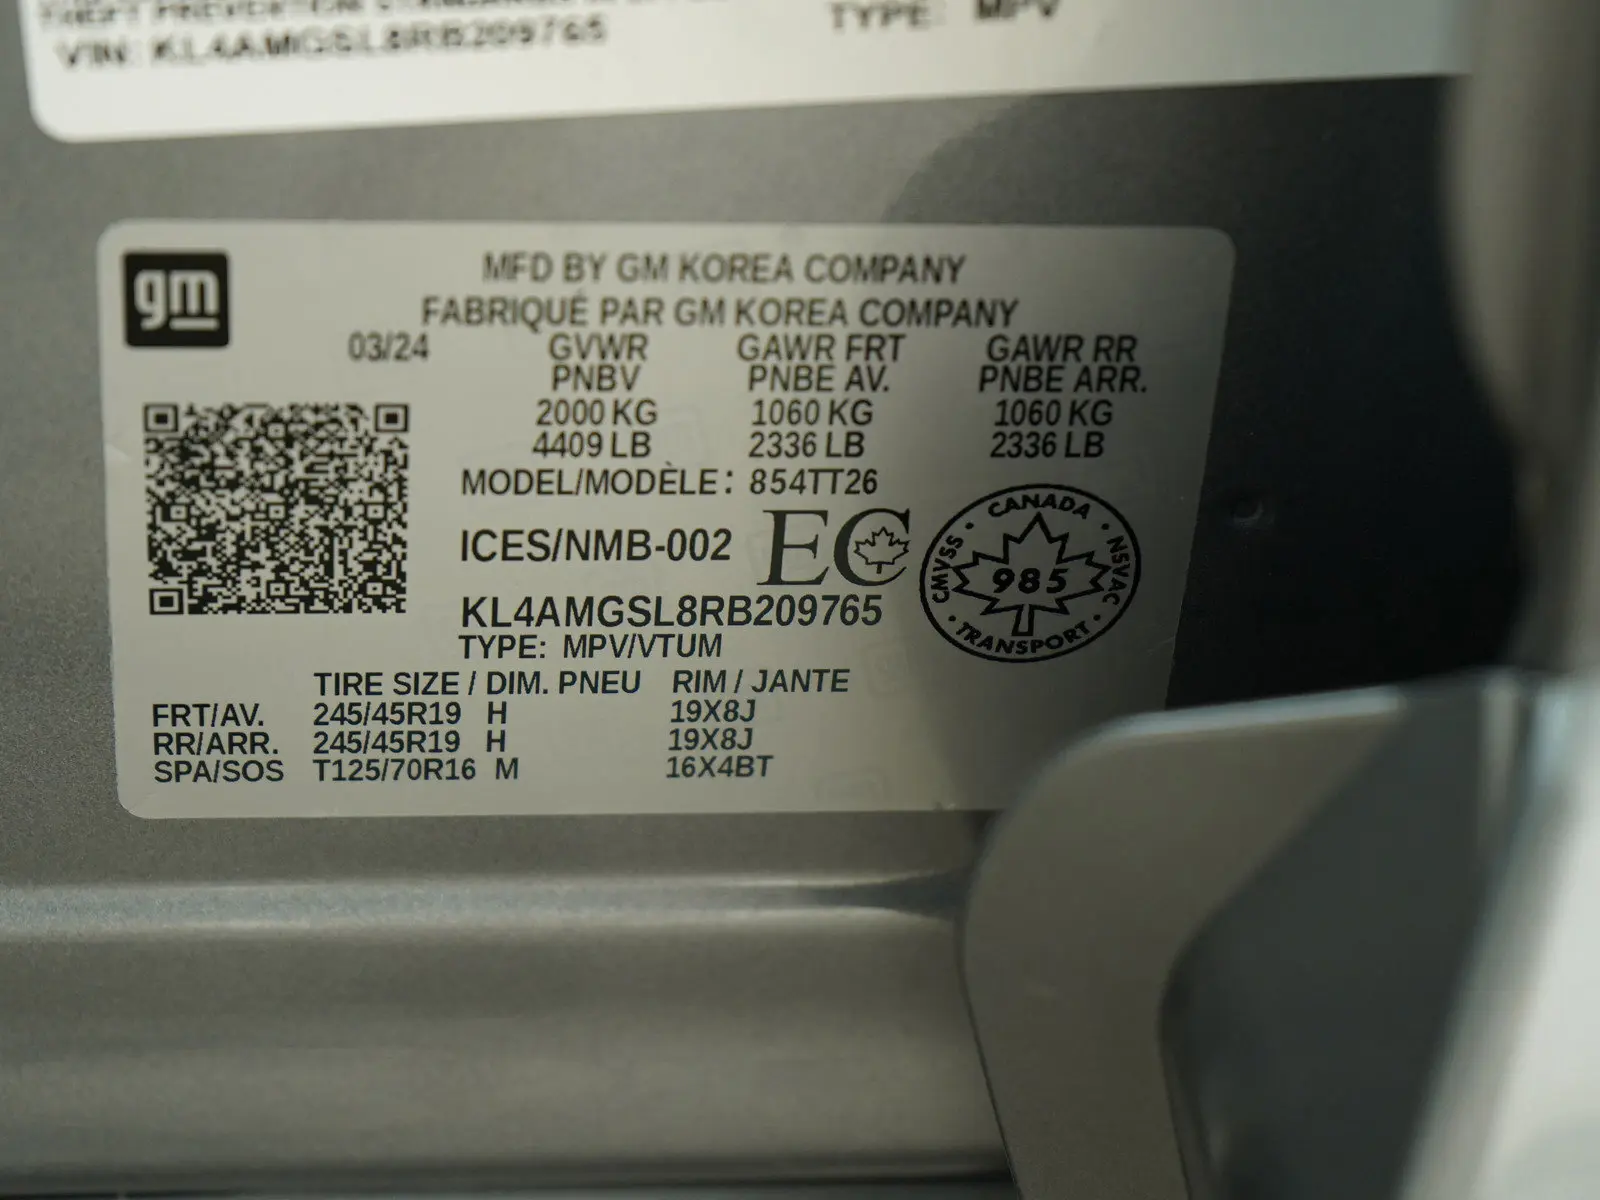 THEFT PREVENTION STANDARDS
VIN: KL4AMGSL8RB209765 TYPE: MPV
gm
MFD BY GM KOREA COMPANY
FABRIQUÉ PAR GM KOREA COMPANY
03/24 GVWR GAWR FRT GAWR RR
PNBV PNBE AV. PNBE ARR.
2000 KG 1060 KG 1060 KG
4409 LB 2336 LB 2336 LB
MODEL/MODÈLE: 854TT26
ICES/NMB-002 EC
CANADA
CMVSS 985 NSVAC
TRANSPORT
KL4AMGSL8RB209765
TYPE: MPV/VTUM
TIRE SIZE / DIM. PNEU RIM / JANTE
FRT/AV. 245/45R19 H 19X8J
RR/ARR. 245/45R19 H 19X8J
SPA/SOS T125/70R16 M 16X4BT